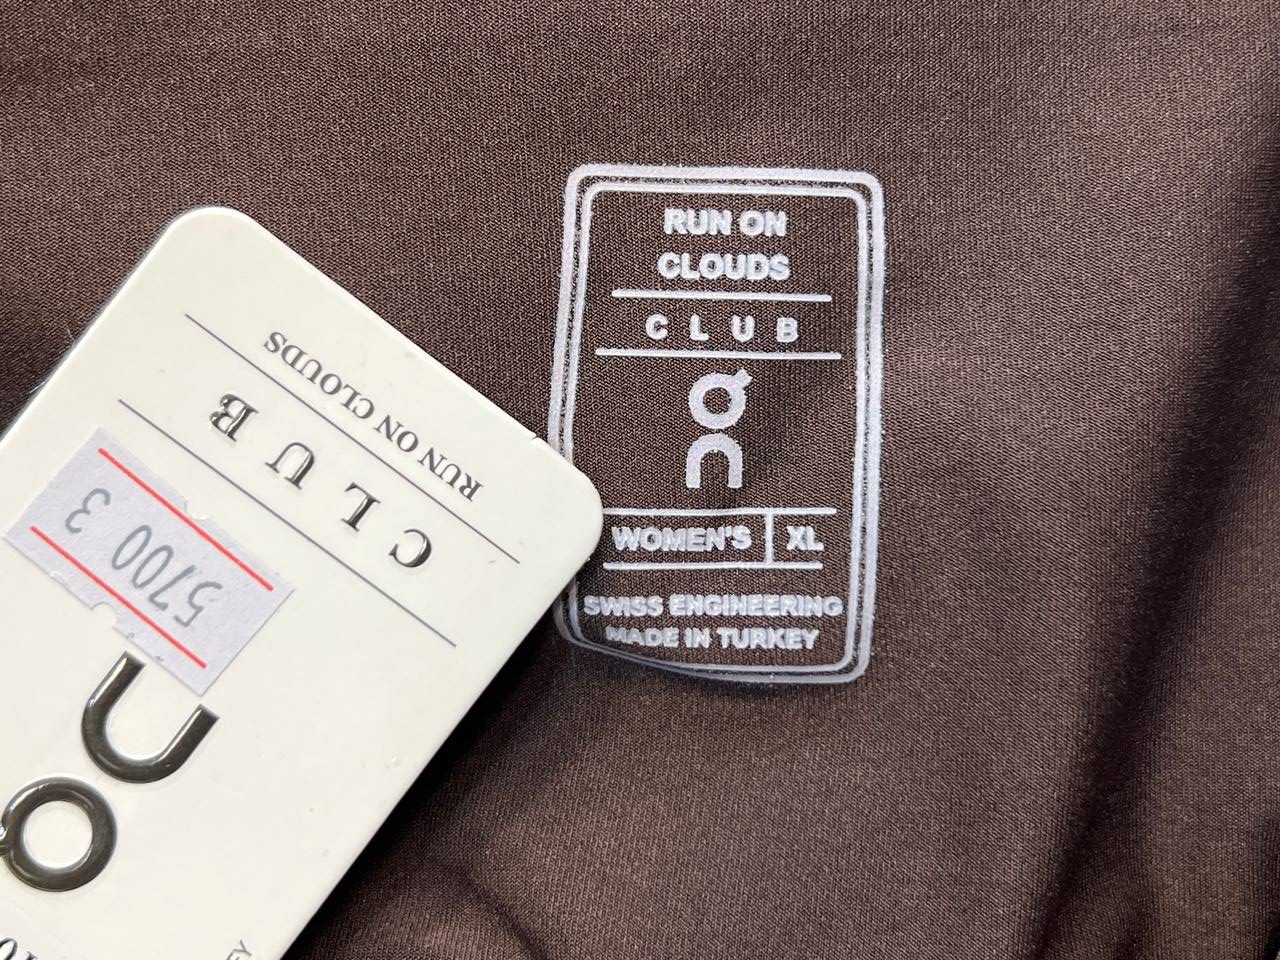 RUN ON
CLOUDS
CLUB
WOMEN'S XL
SWISS ENGINEERING
MADE IN TURKEY
RUN ON CLOUDS
CLUB
5700 3